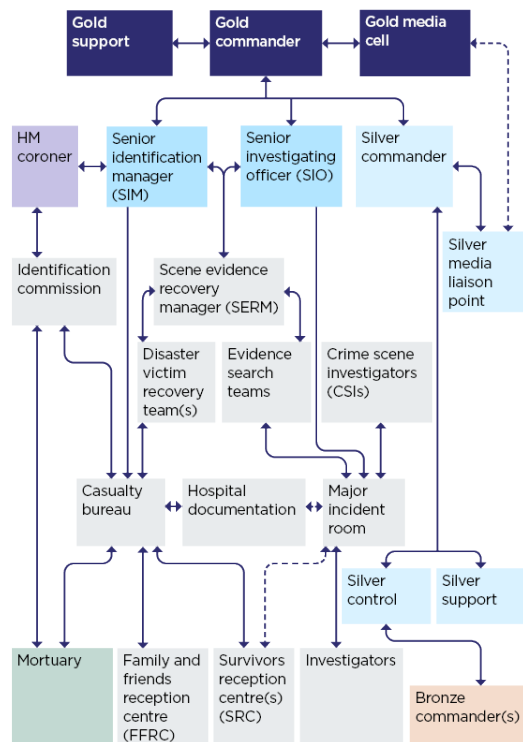 Gold
support
Gold
commander
Gold media
cell
HM
coroner
Senior
identification
manager
(SIM)
Senior
investigating
officer (SIO)
Silver
commander
Silver
media
liaison
point
Identification
commission
Scene evidence
recovery
manager (SERM)
Disaster
victim
recovery
team(s)
Evidence
search
teams
Crime scene
investigators
(CSIs)
Casualty
bureau
Hospital
documentation
Major
incident
room
Silver
control
Silver
support
Mortuary
Family and
friends
reception
centre
(FFRC)
Survivors
reception
centre(s)
(SRC)
Investigators
Bronze
commander(s)